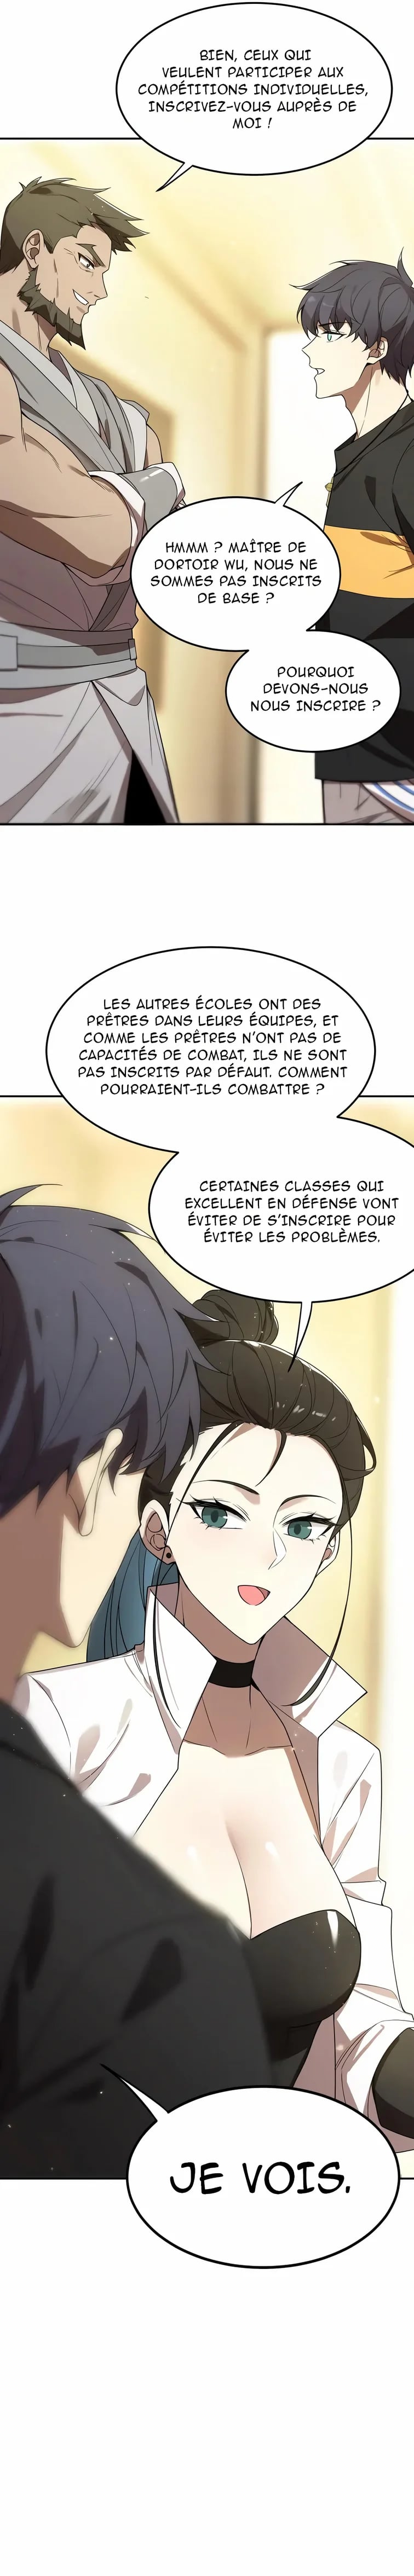 BIEN, CEUX QUI
VEULENT PARTICIPER AUX
COMPÉTITIONS INDIVIDUELLES,
INSCRIVEZ-VOUS AUPRÈS DE
MOI !
HMMM ? MAÎTRE DE
DORTOIR WU, NOUS NE
SOMMES PAS INSCRITS
DE BASE ?
POURQUOI
DEVONS-NOUS
NOUS INSCRIRE ?
LES AUTRES ÉCOLES ONT DES
PRÊTRES DANS LEURS ÉQUIPES, ET
COMME LES PRÊTRES N'ONT PAS DE
CAPACITÉS DE COMBAT, ILS NE SONT
PAS INSCRITS PAR DÉFAUT. COMMENT
POURRAIENT-ILS COMBATTRE ?
CERTAINES CLASSES QUI
EXCELLENT EN DÉFENSE VONT
ÉVITER DE S'INSCRIRE POUR
ÉVITER LES PROBLÈMES.
JE VOIS.